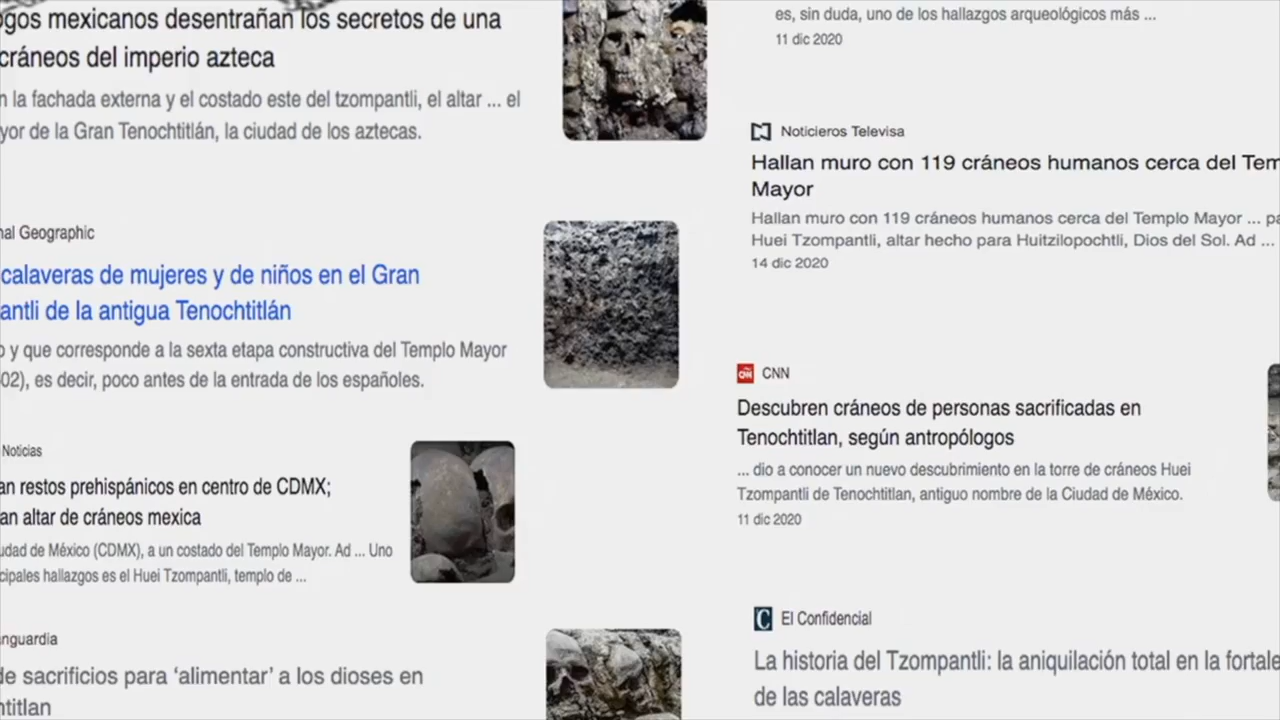 ogos mexicanos desentrañan los secretos de una
cráneos del imperio azteca
n la fachada externa y el costado este del tzompantli, el altar ... el
yor de la Gran Tenochtitlán, la ciudad de los aztecas.
nal Geographic
calaveras de mujeres y de niños en el Gran
antli de la antigua Tenochtitlán
o y que corresponde a la sexta etapa constructiva del Templo Mayor
02), es decir, poco antes de la entrada de los españoles.
Noticias
an restos prehispánicos en centro de CDMX;
an altar de cráneos mexica
udad de México (CDMX), a un costado del Templo Mayor. Ad ... Uno
cipales hallazgos es el Huei Tzompantli, templo de ...
anguardia
de sacrificios para ‘alimentar’ a los dioses en
ntitlan
es, sin duda, uno de los hallazgos arqueológicos más ...
11 dic 2020
Noticieros Televisa
Hallan muro con 119 cráneos humanos cerca del Tem
Mayor
Hallan muro con 119 cráneos humanos cerca del Templo Mayor ... pa
Huei Tzompantli, altar hecho para Huitzilopochtli, Dios del Sol. Ad ...
14 dic 2020
CNN
Descubren cráneos de personas sacrificadas en
Tenochtitlan, según antropólogos
... dio a conocer un nuevo descubrimiento en la torre de cráneos Huei
Tzompantli de Tenochtitlan, antiguo nombre de la Ciudad de México.
11 dic 2020
El Confidencial
La historia del Tzompantli: la aniquilación total en la fortale
de las calaveras